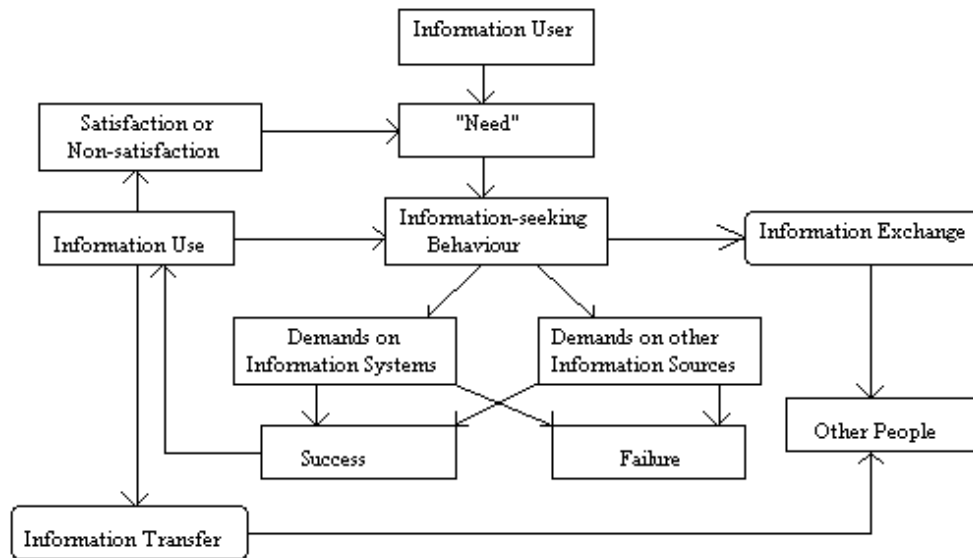 Information User
Satisfaction or
Non-satisfaction
"Need"
Information Use
Information-seeking
Behaviour
Information Exchange
Demands on
Information Systems
Demands on other
Information Sources
Success
Failure
Other People
Information Transfer